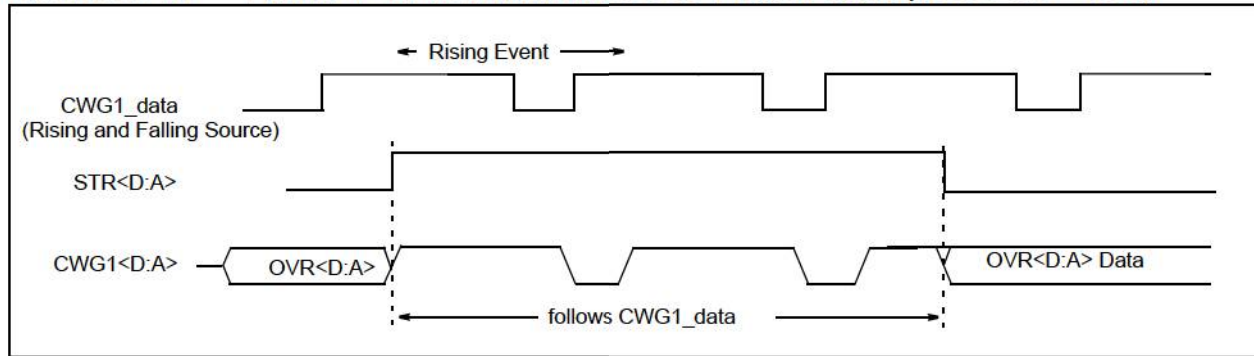 Rising Event
CWG1_data
(Rising and Falling Source)
STR<D:A>
CWG1<D:A>
OVR<D:A>
OVR<D:A> Data
follows CWG1_data